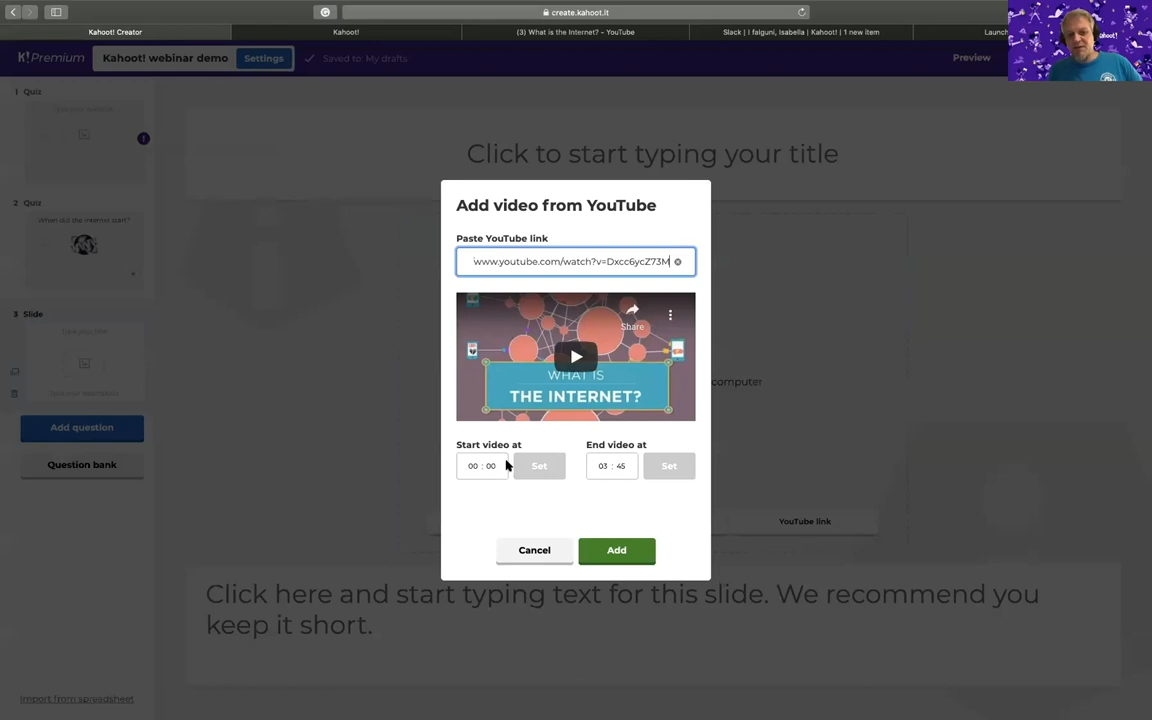 create.kahoot.it
Kahoot! Creator
Kahoot!
(3) What is the Internet? - YouTube
Slack | faiguni, Isabella | Kahoot! | 1 new item
Launch
K! Premium
Kahoot! webinar demo
Settings
Saved to: My drafts
Preview
Kahoot!
1 Quiz
2 Quiz
When did the internet start?
3 Slide
Add question
Question bank
Import from spreadsheet
Click to start typing your title
computer
YouTube link
Click here and start typing text for this slide. We recommend you
keep it short.
Add video from YouTube
Paste YouTube link
www.youtube.com/watch?v=Dxcc6ycZ73M
Share
WHAT IS
THE INTERNET?
Start video at
End video at
00 : 00
Set
03 : 45
Set
Cancel
Add